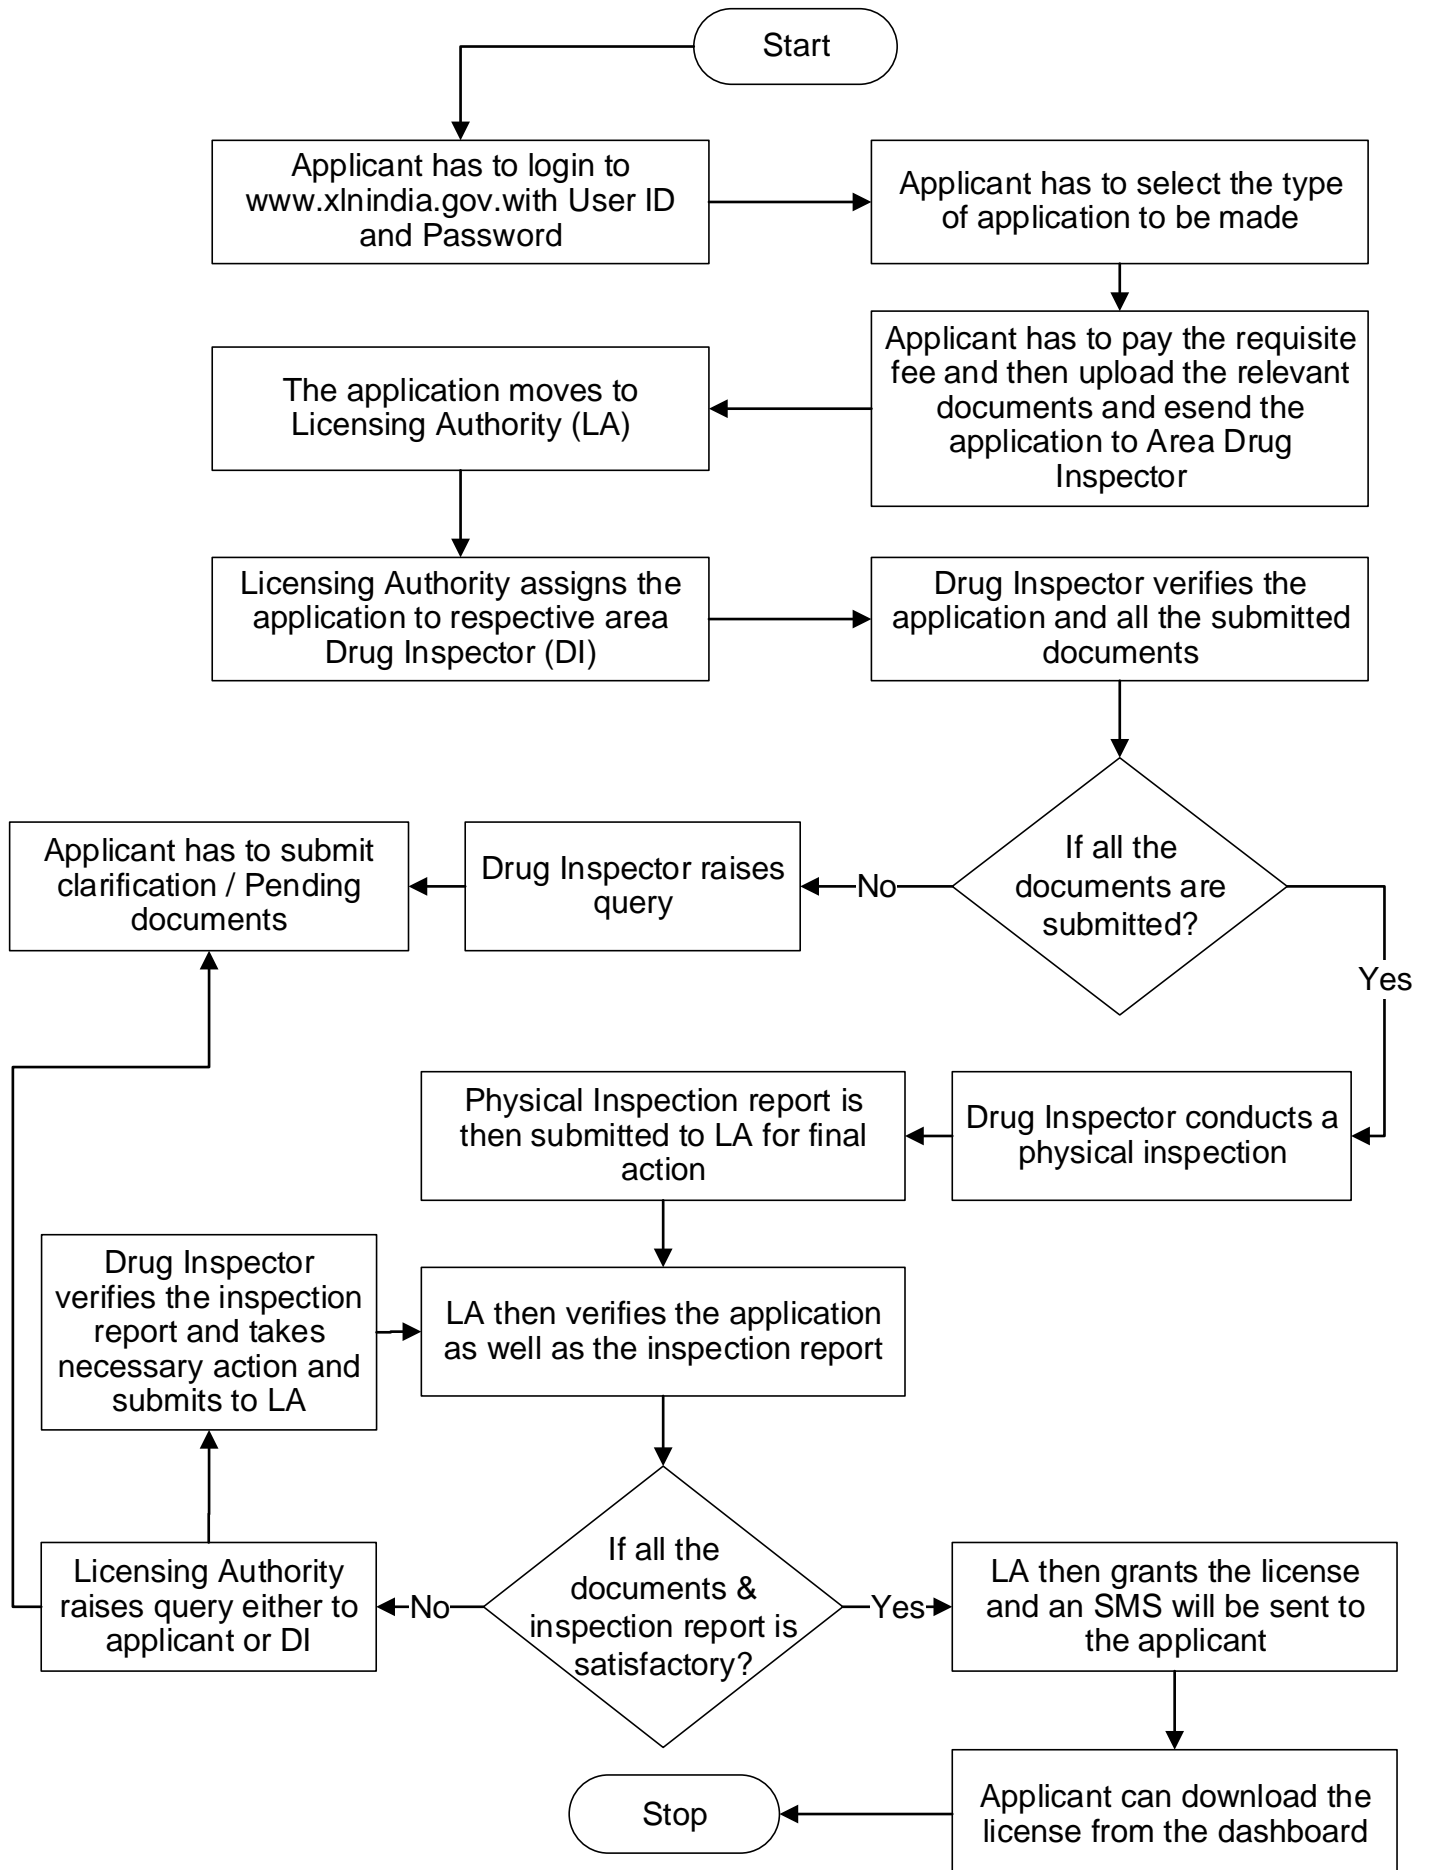 Start
Applicant has to login to
www.xlnindia.gov.with User ID
and Password
Applicant has to select the type
of application to be made
Applicant has to pay the requisite
fee and then upload the relevant
documents and esend the
application to Area Drug
Inspector
The application moves to
Licensing Authority (LA)
Licensing Authority assigns the
application to respective area
Drug Inspector (DI)
Drug Inspector verifies the
application and all the submitted
documents
If all the
documents are
submitted?
No
Drug Inspector raises
query
Applicant has to submit
clarification / Pending
documents
Yes
Drug Inspector conducts a
physical inspection
Physical Inspection report is
then submitted to LA for final
action
LA then verifies the application
as well as the inspection report
Drug Inspector
verifies the inspection
report and takes
necessary action and
submits to LA
If all the
documents &
inspection report is
satisfactory?
No
Licensing Authority
raises query either to
applicant or DI
Yes
LA then grants the license
and an SMS will be sent to
the applicant
Applicant can download the
license from the dashboard
Stop